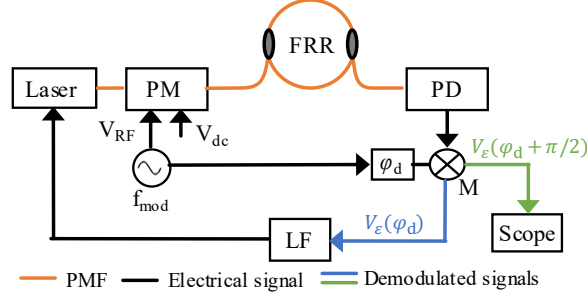 FRR
Laser
PM
PD
V_RF
V_dc
V_ε(φ_d + π/2)
f_mod
φ_d
M
V_ε(φ_d)
LF
Scope
PMF
Electrical signal
Demodulated signals